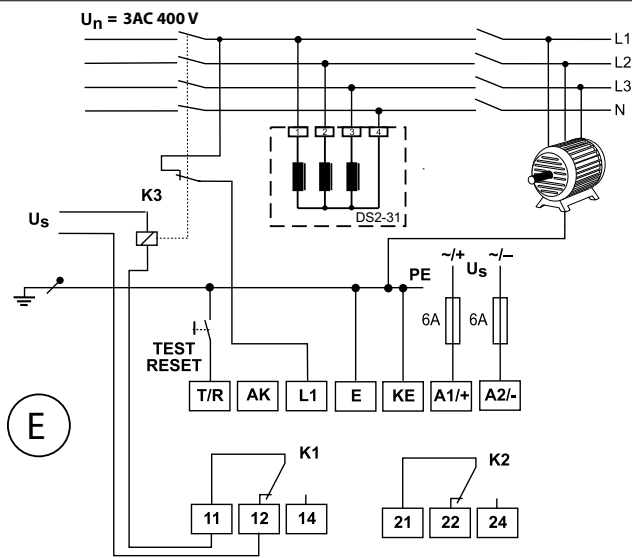 Un = 3AC 400 V
L1
L2
L3
N
1 2 3 4
DS2-31
K3
Us
PE
~/+ Us ~/–
6A 6A
TEST
RESET
T/R AK L1 E KE A1/+ A2/-
E
K1 K2
11 12 14 21 22 24